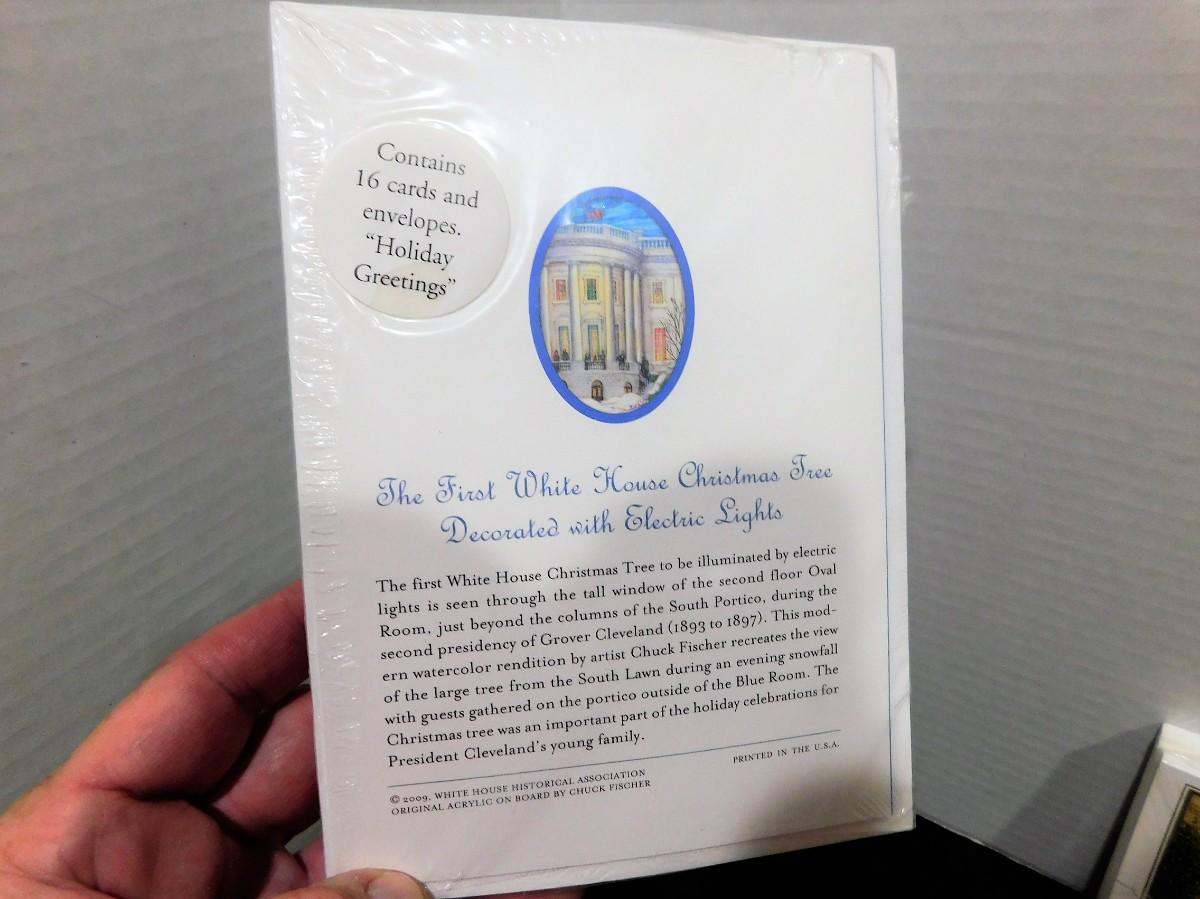 Contains
16 cards and
envelopes.
“Holiday
Greetings”
The First White House Christmas Tree
Decorated with Electric Lights
The first White House Christmas Tree to be illuminated by electric
lights is seen through the tall window of the second floor Oval
Room, just beyond the columns of the South Portico, during the
second presidency of Grover Cleveland (1893 to 1897). This mod-
ern watercolor rendition by artist Chuck Fischer recreates the view
of the large tree from the South Lawn during an evening snowfall
with guests gathered on the portico outside of the Blue Room. The
Christmas tree was an important part of the holiday celebrations for
President Cleveland’s young family.
© 2009, WHITE HOUSE HISTORICAL ASSOCIATION
ORIGINAL ACRYLIC ON BOARD BY CHUCK FISCHER
PRINTED IN THE U.S.A.